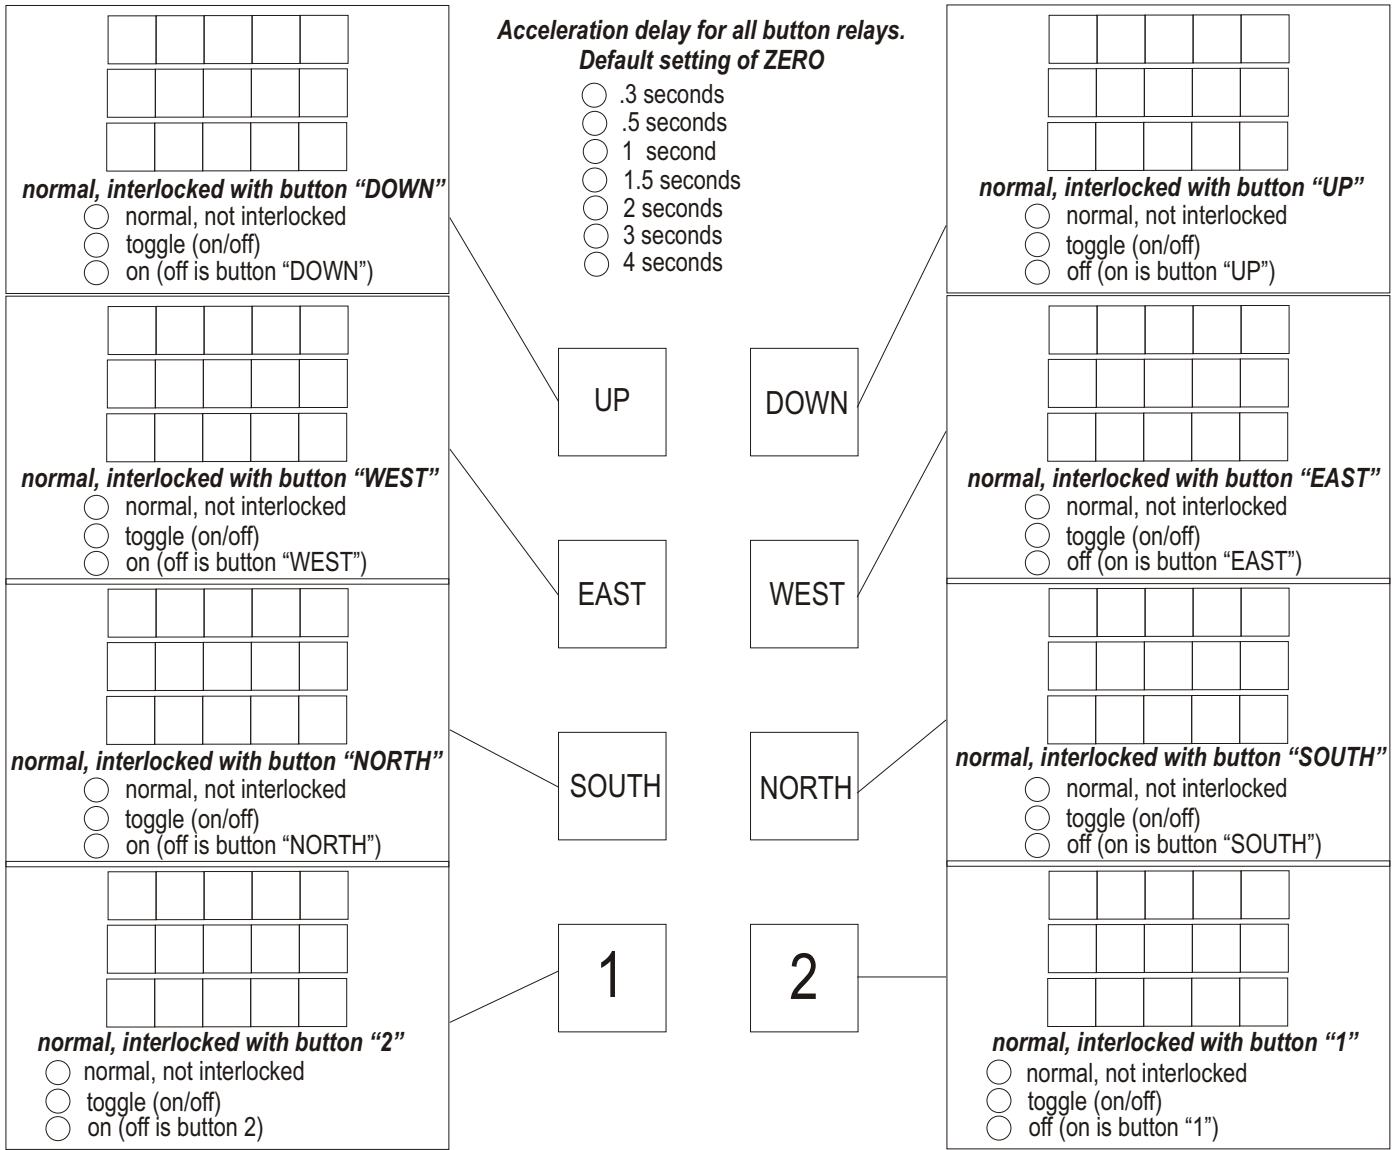 Acceleration delay for all button relays.
Default setting of ZERO
.3 seconds
.5 seconds
1 second
1.5 seconds
2 seconds
3 seconds
4 seconds
normal, interlocked with button “DOWN”
normal, not interlocked
toggle (on/off)
on (off is button “DOWN”)
normal, interlocked with button “UP”
normal, not interlocked
toggle (on/off)
off (on is button “UP”)
UP
DOWN
normal, interlocked with button “WEST”
normal, not interlocked
toggle (on/off)
on (off is button “WEST”)
normal, interlocked with button “EAST”
normal, not interlocked
toggle (on/off)
off (on is button “EAST”)
EAST
WEST
normal, interlocked with button “NORTH”
normal, not interlocked
toggle (on/off)
on (off is button “NORTH”)
normal, interlocked with button “SOUTH”
normal, not interlocked
toggle (on/off)
off (on is button “SOUTH”)
SOUTH
NORTH
1
2
normal, interlocked with button “2”
normal, not interlocked
toggle (on/off)
on (off is button 2)
normal, interlocked with button “1”
normal, not interlocked
toggle (on/off)
off (on is button “1”)